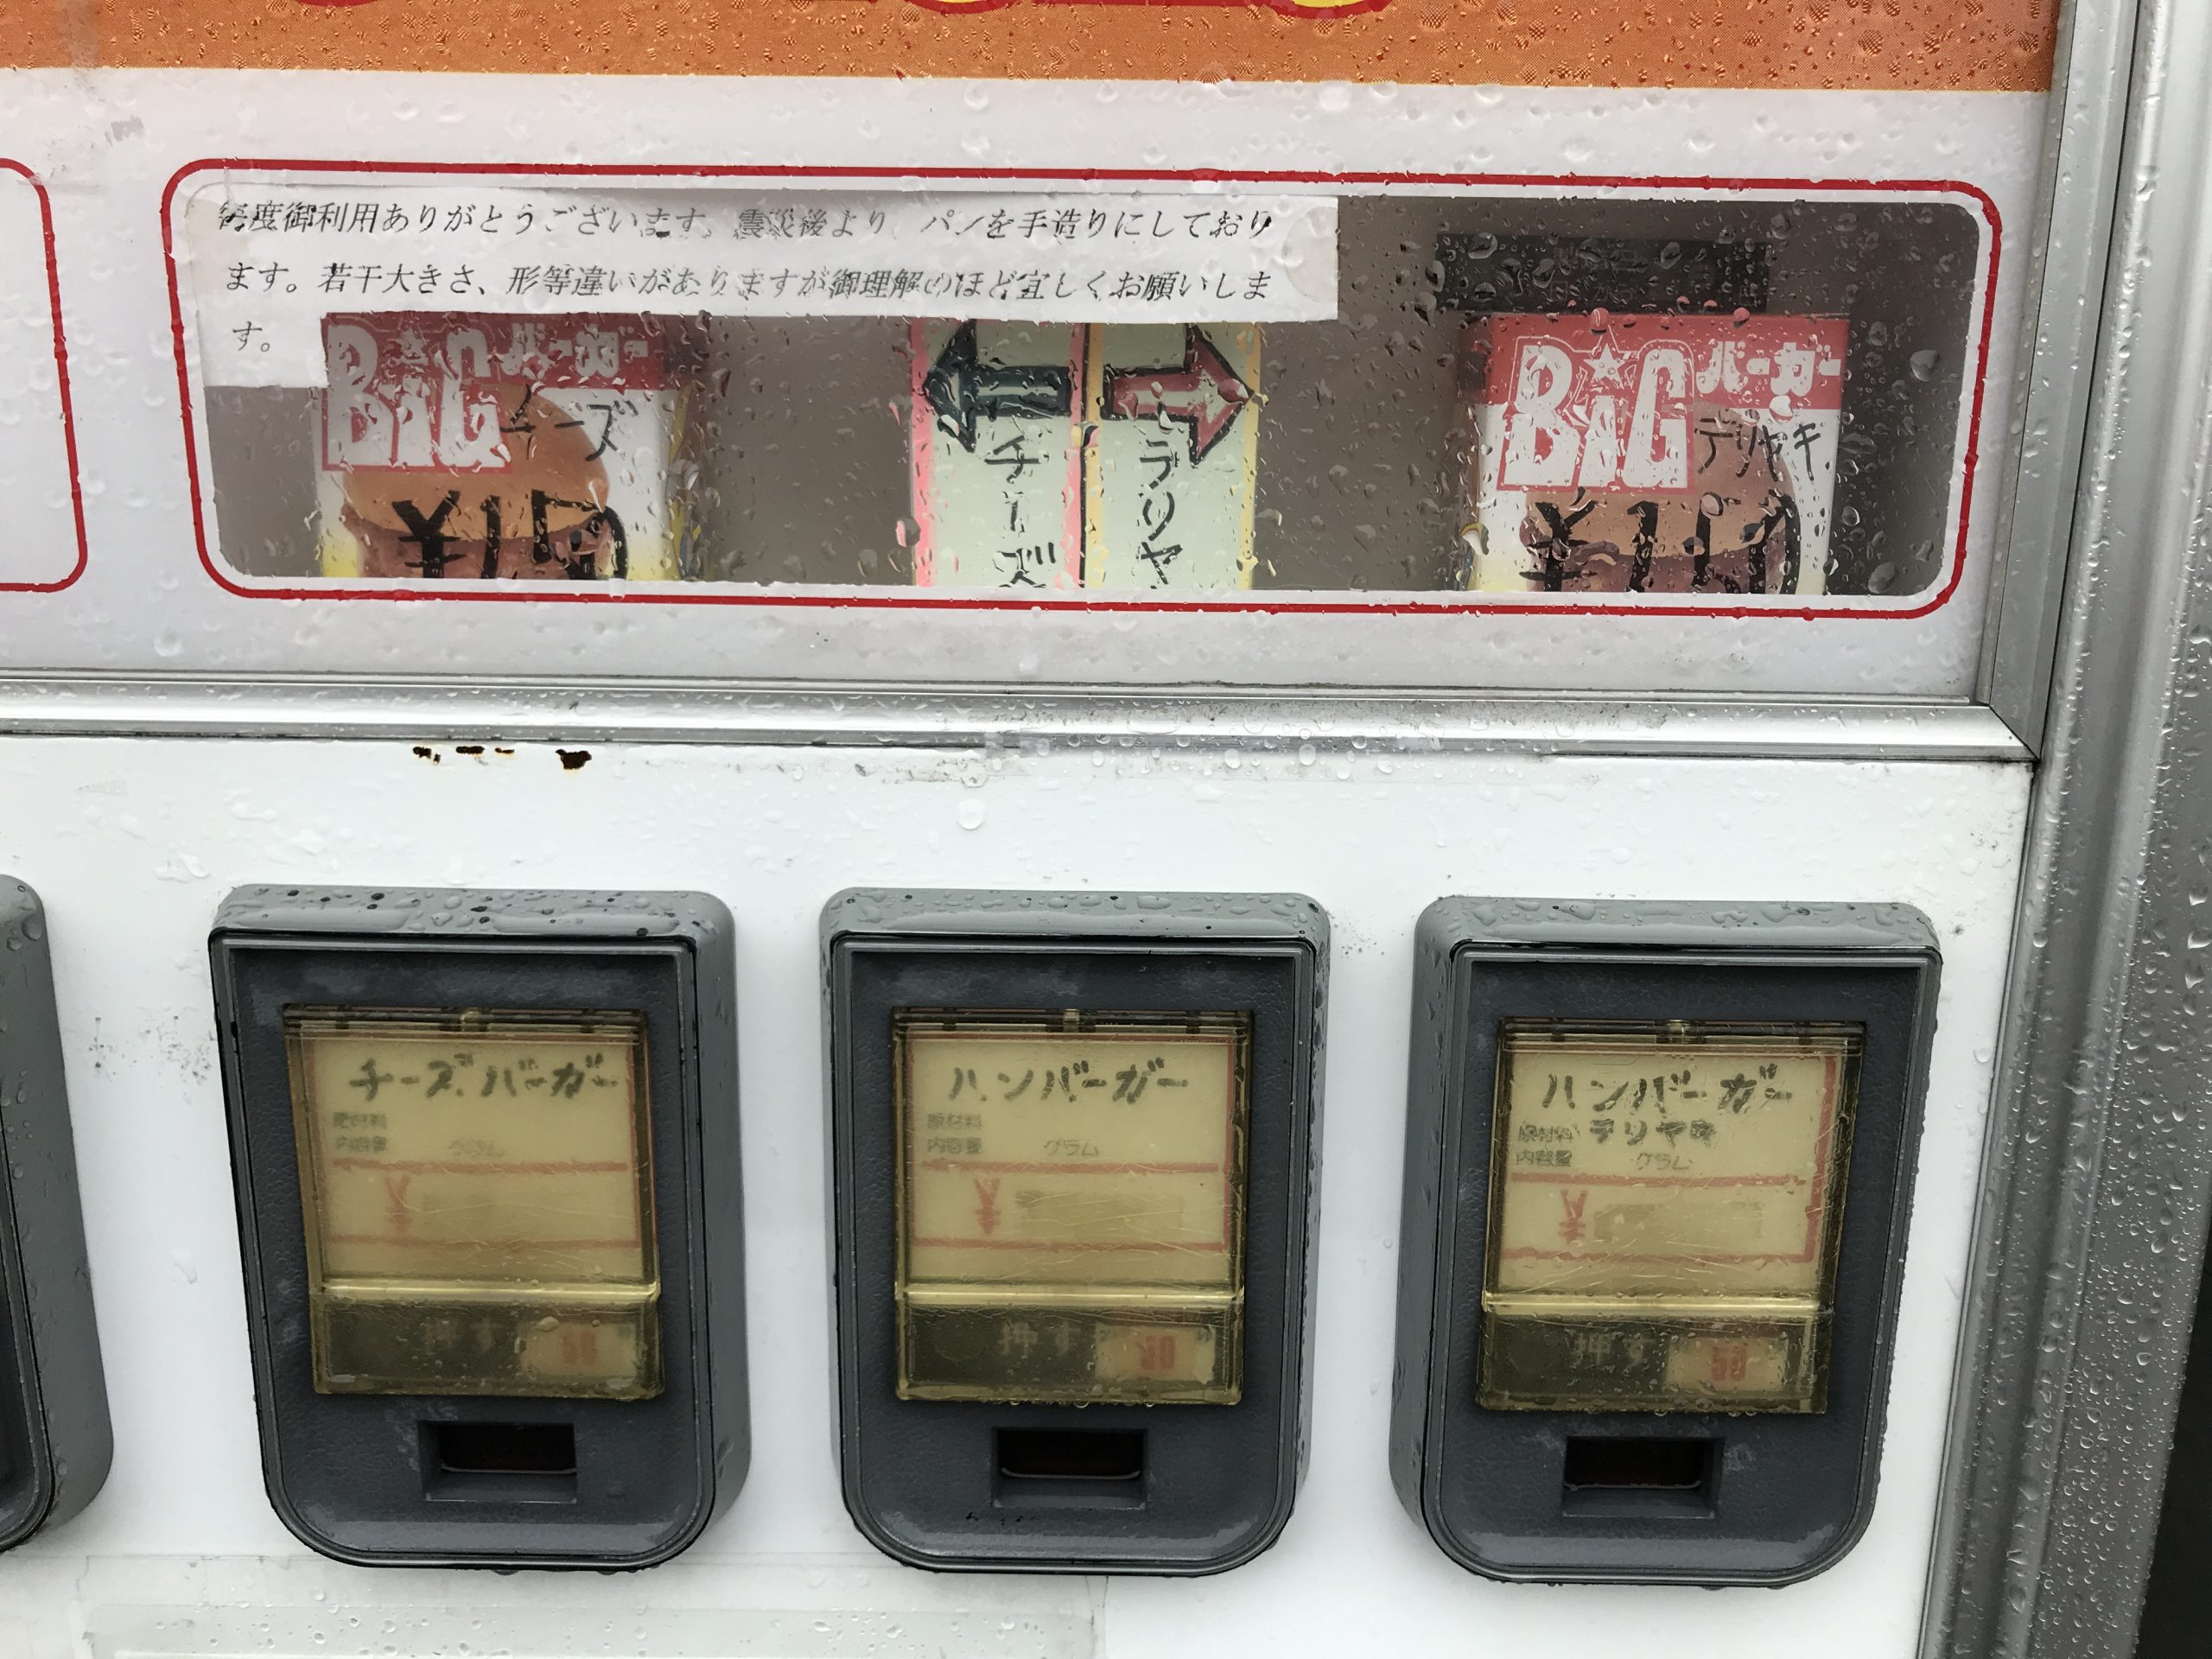 毎度御利用ありがとうございます。震災後より、パンを手造りにしており
ます。若干大きさ、形等違いがありますが御理解のほど宜しくお願いしま
す。
BiG バーガー
チーズ
¥150
チーズ
テリヤ
BiG バーガー
テリヤキ
¥150
チーズバーガー
原材料
内容量 グラム
¥
押す
ハンバーガー
原材料
内容量 グラム
¥
押す
ハンバーガー
原材料 テリヤキ
内容量 グラム
¥
押す